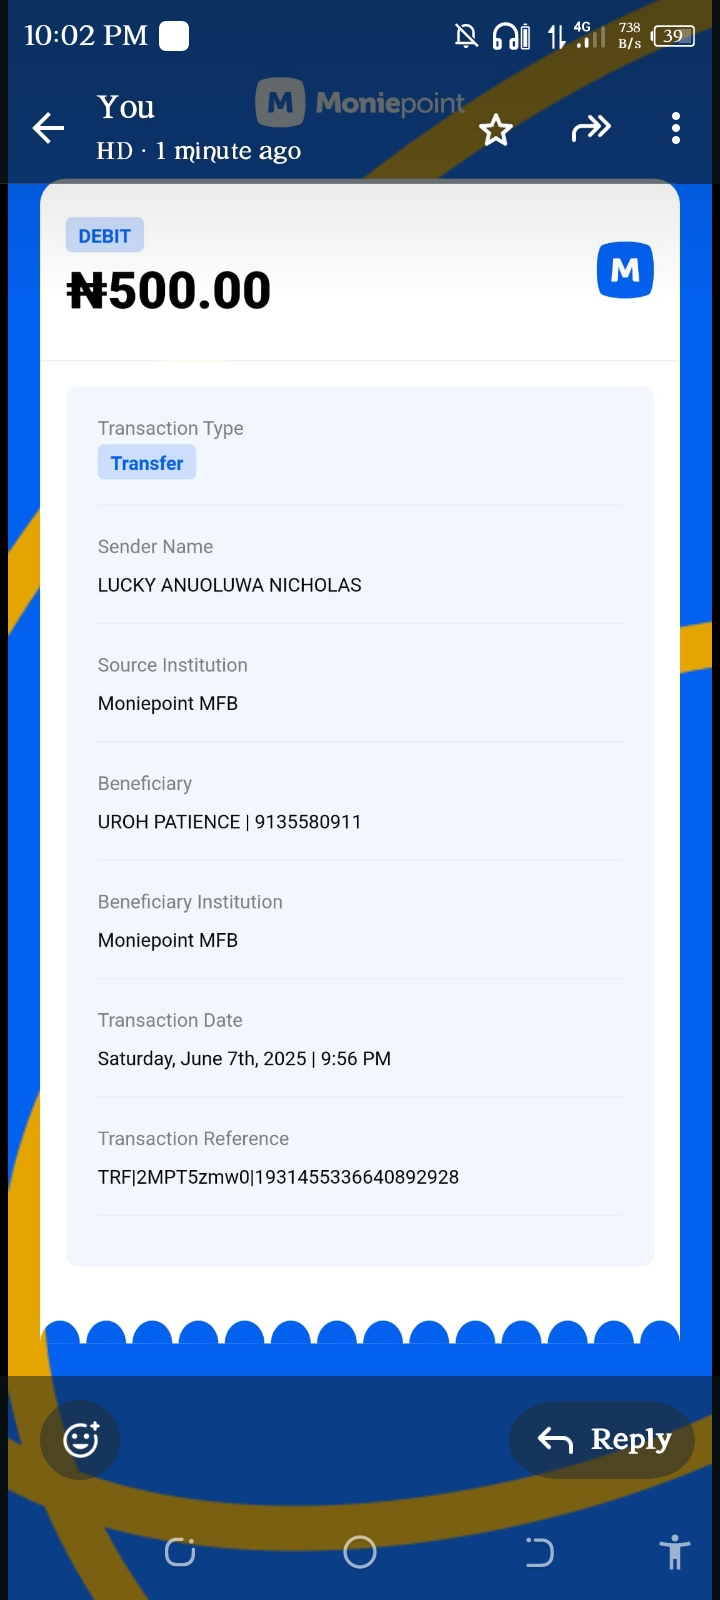 10:02 PM 4G 738 B/s 39
You
M Moniepoint
HD · 1 minute ago
DEBIT
₦500.00
M
Transaction Type
Transfer
Sender Name
LUCKY ANUOLUWA NICHOLAS
Source Institution
Moniepoint MFB
Beneficiary
UROH PATIENCE | 9135580911
Beneficiary Institution
Moniepoint MFB
Transaction Date
Saturday, June 7th, 2025 | 9:56 PM
Transaction Reference
TRF|2MPT5zmw0|1931455336640892928
Reply